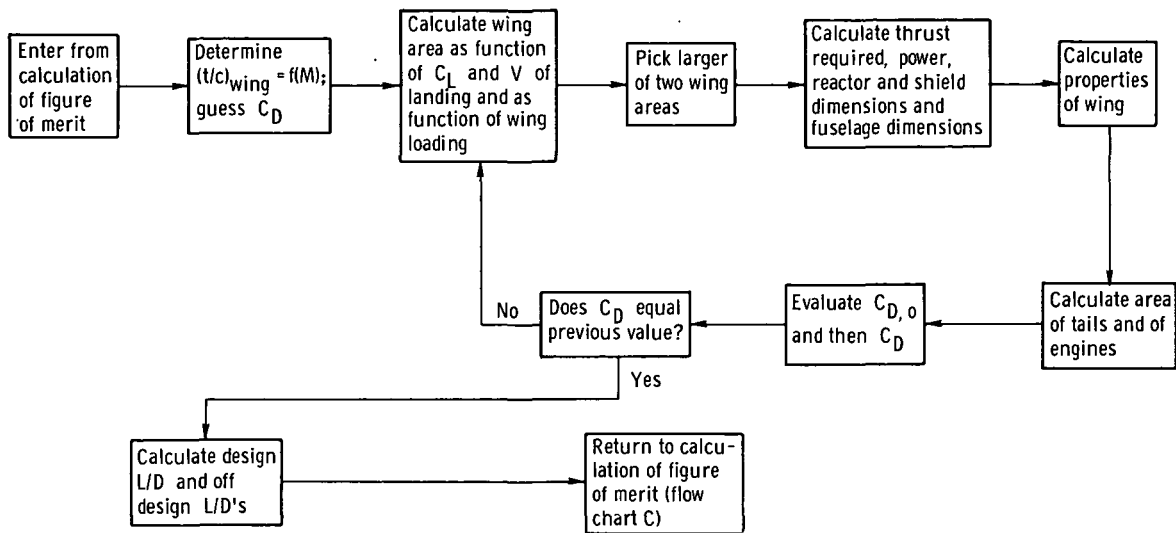 Enter from
calculation
of figure
of merit
Determine
(t/c)wing = f(M);
guess CD
Calculate wing
area as function
of CL and V of
landing and as
function of wing
loading
Pick larger
of two wing
areas
Calculate thrust
required, power,
reactor and shield
dimensions and
fuselage dimensions
Calculate
properties
of wing
Calculate area
of tails and of
engines
Evaluate CD, o
and then CD
Does CD equal
previous value?
No
Yes
Calculate design
L/D and off
design L/D's
Return to calcu-
lation of figure
of merit (flow
chart C)